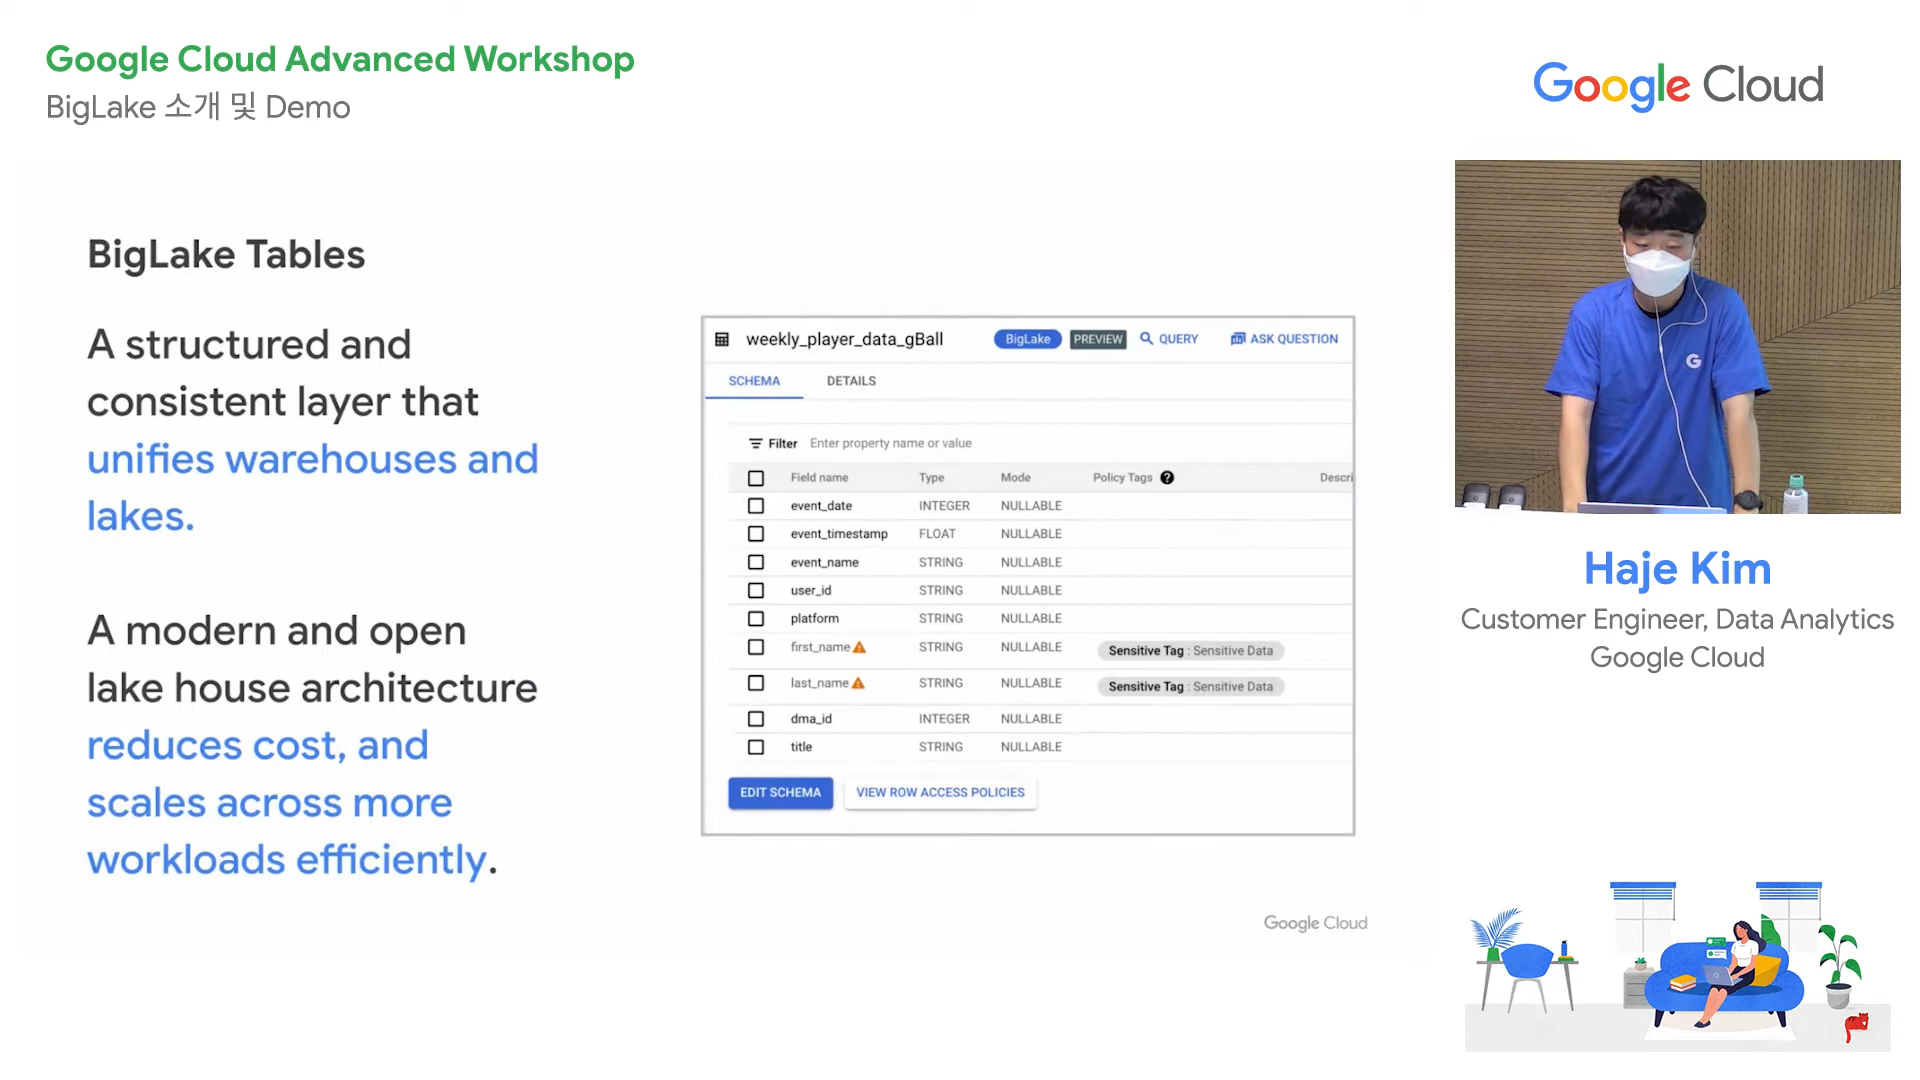 Google Cloud Advanced Workshop
BigLake 소개 및 Demo
Google Cloud
BigLake Tables
A structured and
consistent layer that
unifies warehouses and
lakes.
A modern and open
lake house architecture
reduces cost, and
scales across more
workloads efficiently.
weekly_player_data_gBall BigLake PREVIEW QUERY ASK QUESTION
SCHEMA DETAILS
Filter Enter property name or value
Field name Type Mode Policy Tags ? Descri
event_date INTEGER NULLABLE
event_timestamp FLOAT NULLABLE
event_name STRING NULLABLE
user_id STRING NULLABLE
platform STRING NULLABLE
first_name STRING NULLABLE Sensitive Tag : Sensitive Data
last_name STRING NULLABLE Sensitive Tag : Sensitive Data
dma_id INTEGER NULLABLE
title STRING NULLABLE
EDIT SCHEMA VIEW ROW ACCESS POLICIES
Google Cloud
G
Haje Kim
Customer Engineer, Data Analytics
Google Cloud